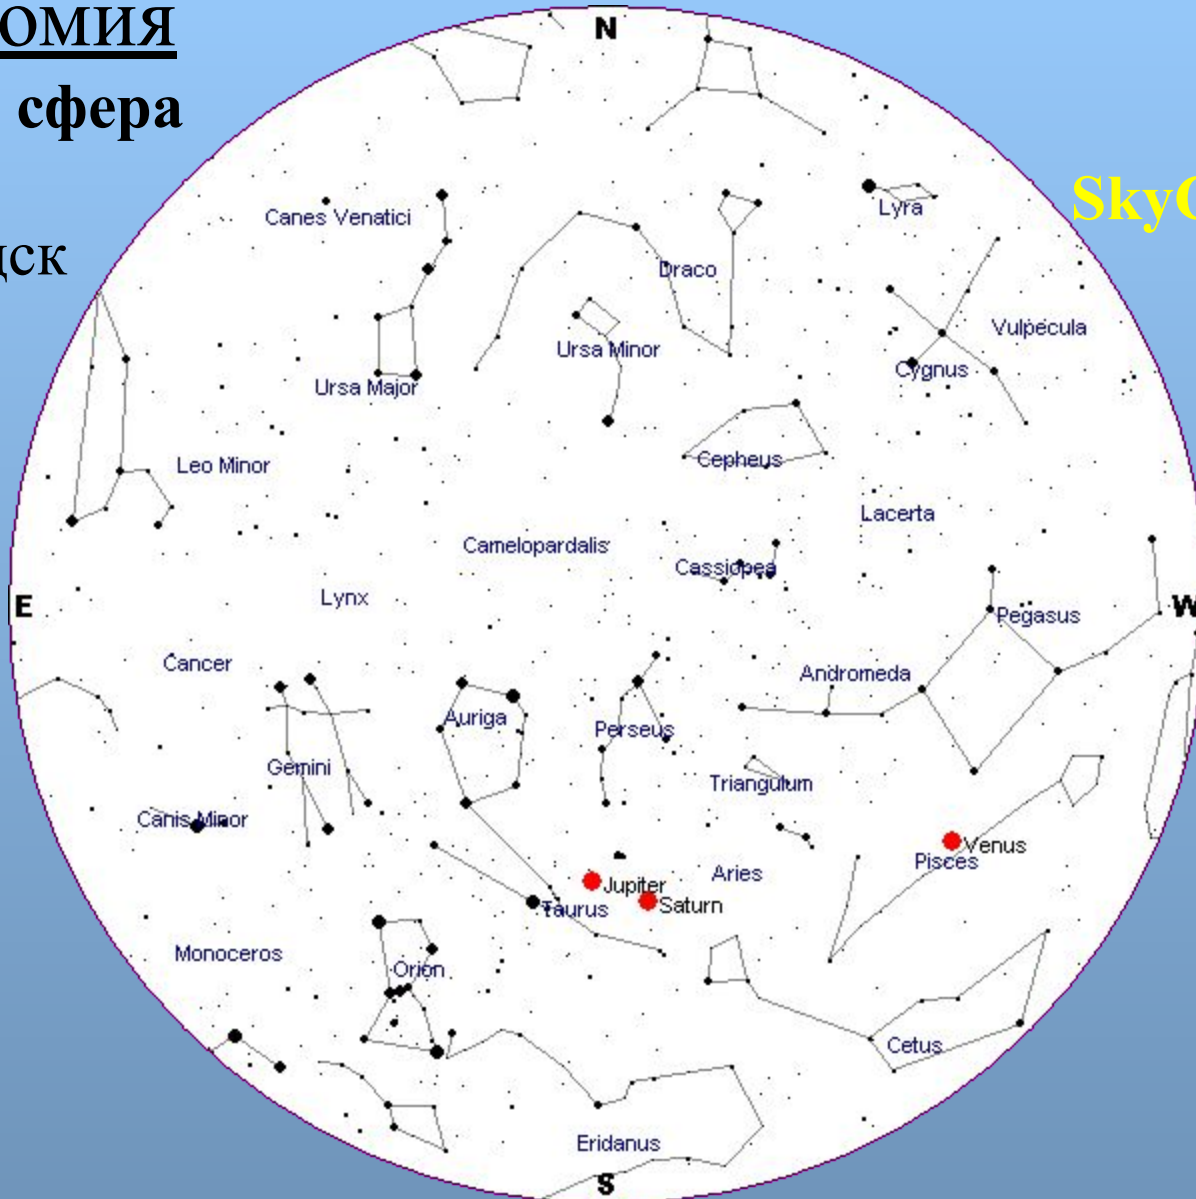 ОМИЯ
сфера
дск
SkyC
N
Canes Venatici
Lyra
Draco
Vulpecula
Ursa Minor
Cygnus
Ursa Major
Cepheus
Leo Minor
Lacerta
Camelopardalis
Cassiopea
Lynx
E
W
Pegasus
Cancer
Andromeda
Auriga
Perseus
Gemini
Triangulum
Canis Minor
Venus
Pisces
Aries
Jupiter
Saturn
Taurus
Monoceros
Orion
Cetus
Eridanus
S